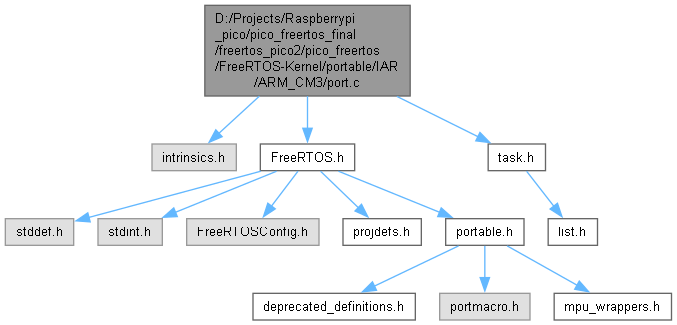 D:/Projects/Raspberrypi
_pico/pico_freertos_final
/freertos_pico2/pico_freertos
/FreeRTOS-Kernel/portable/IAR
/ARM_CM3/port.c
intrinsics.h
FreeRTOS.h
task.h
stddef.h
stdint.h
FreeRTOSConfig.h
projdefs.h
portable.h
list.h
deprecated_definitions.h
portmacro.h
mpu_wrappers.h